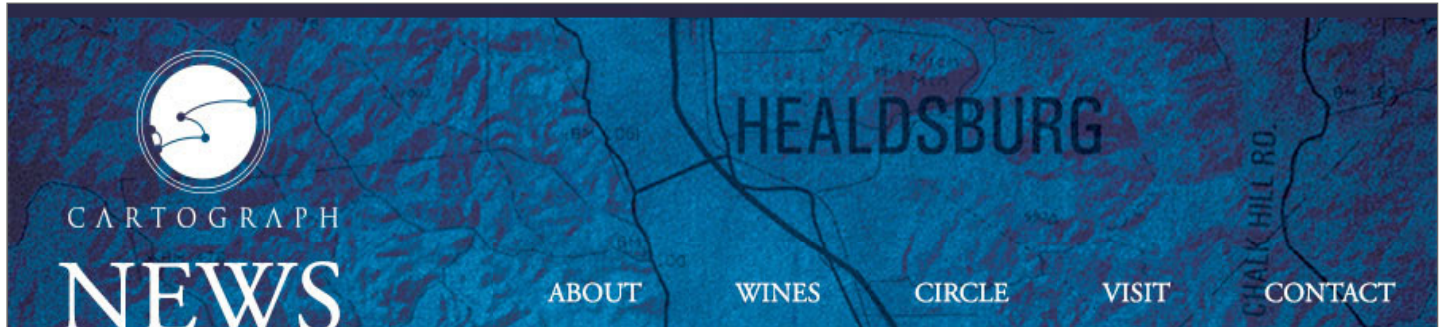 HEALDSBURG
CHALK HILL RD.
CARTOGRAPH
NEWS
ABOUT WINES CIRCLE VISIT CONTACT